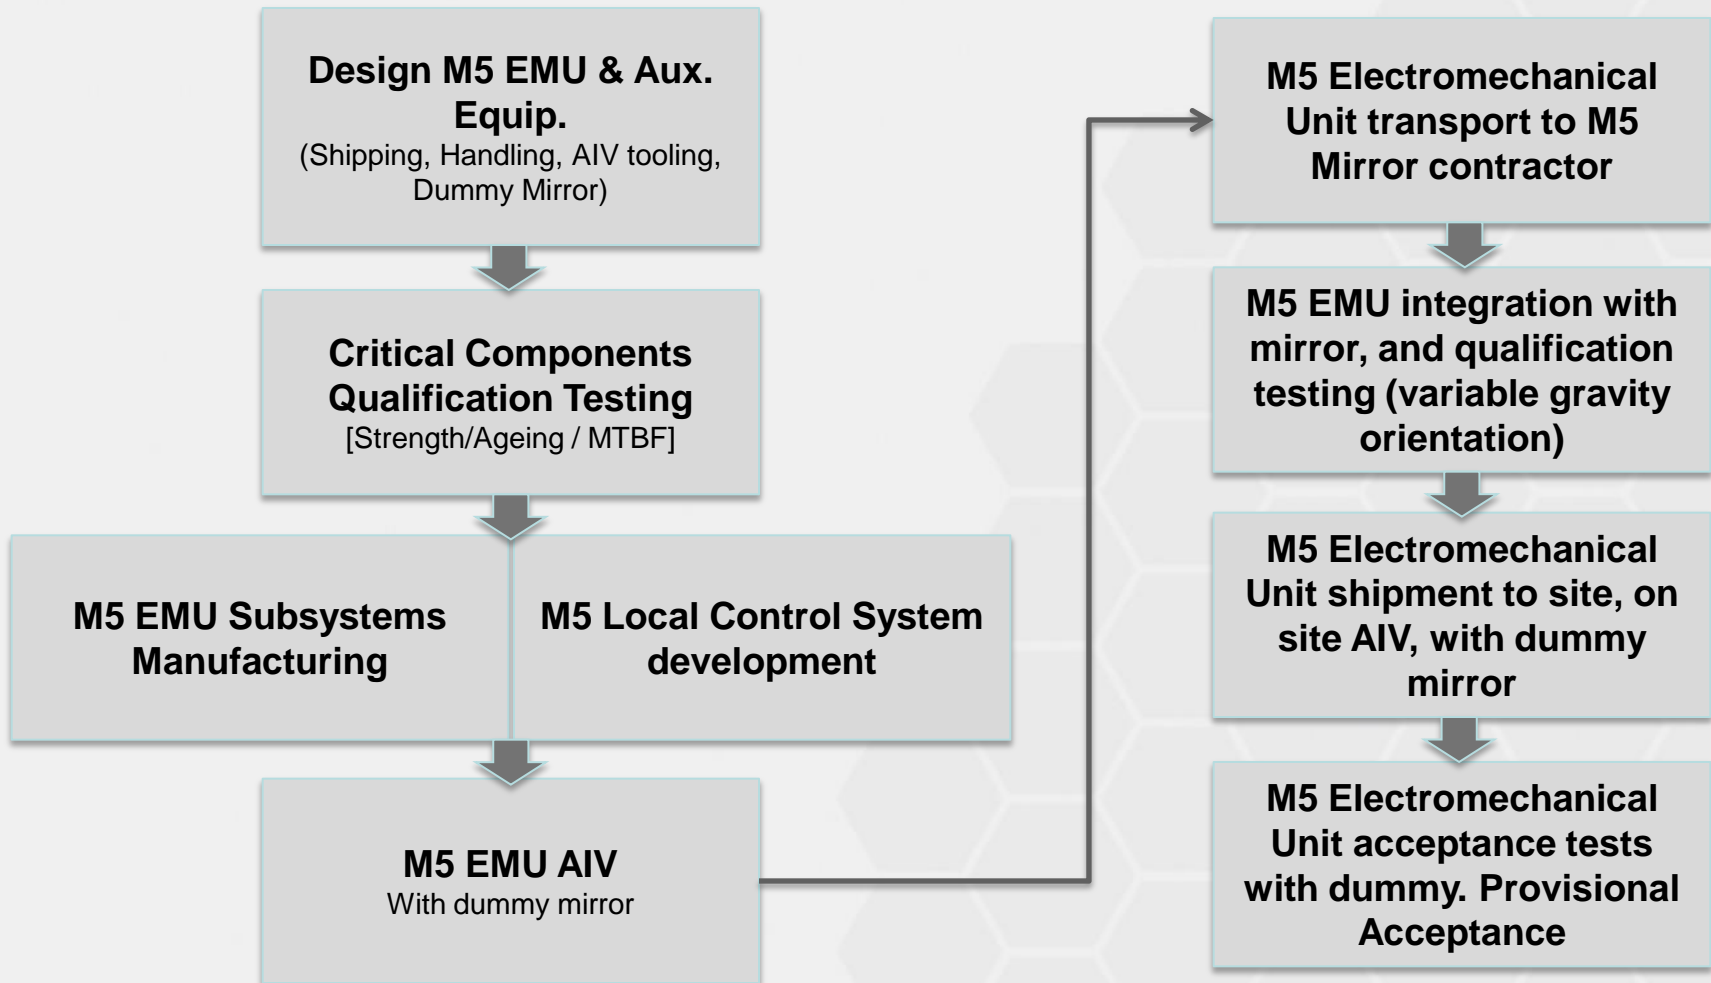 Design M5 EMU & Aux.
Equip.
(Shipping, Handling, AIV tooling,
Dummy Mirror)
Critical Components
Qualification Testing
[Strength/Ageing / MTBF]
M5 EMU Subsystems
Manufacturing
M5 Local Control System
development
M5 EMU AIV
With dummy mirror
M5 Electromechanical
Unit transport to M5
Mirror contractor
M5 EMU integration with
mirror, and qualification
testing (variable gravity
orientation)
M5 Electromechanical
Unit shipment to site, on
site AIV, with dummy
mirror
M5 Electromechanical
Unit acceptance tests
with dummy. Provisional
Acceptance